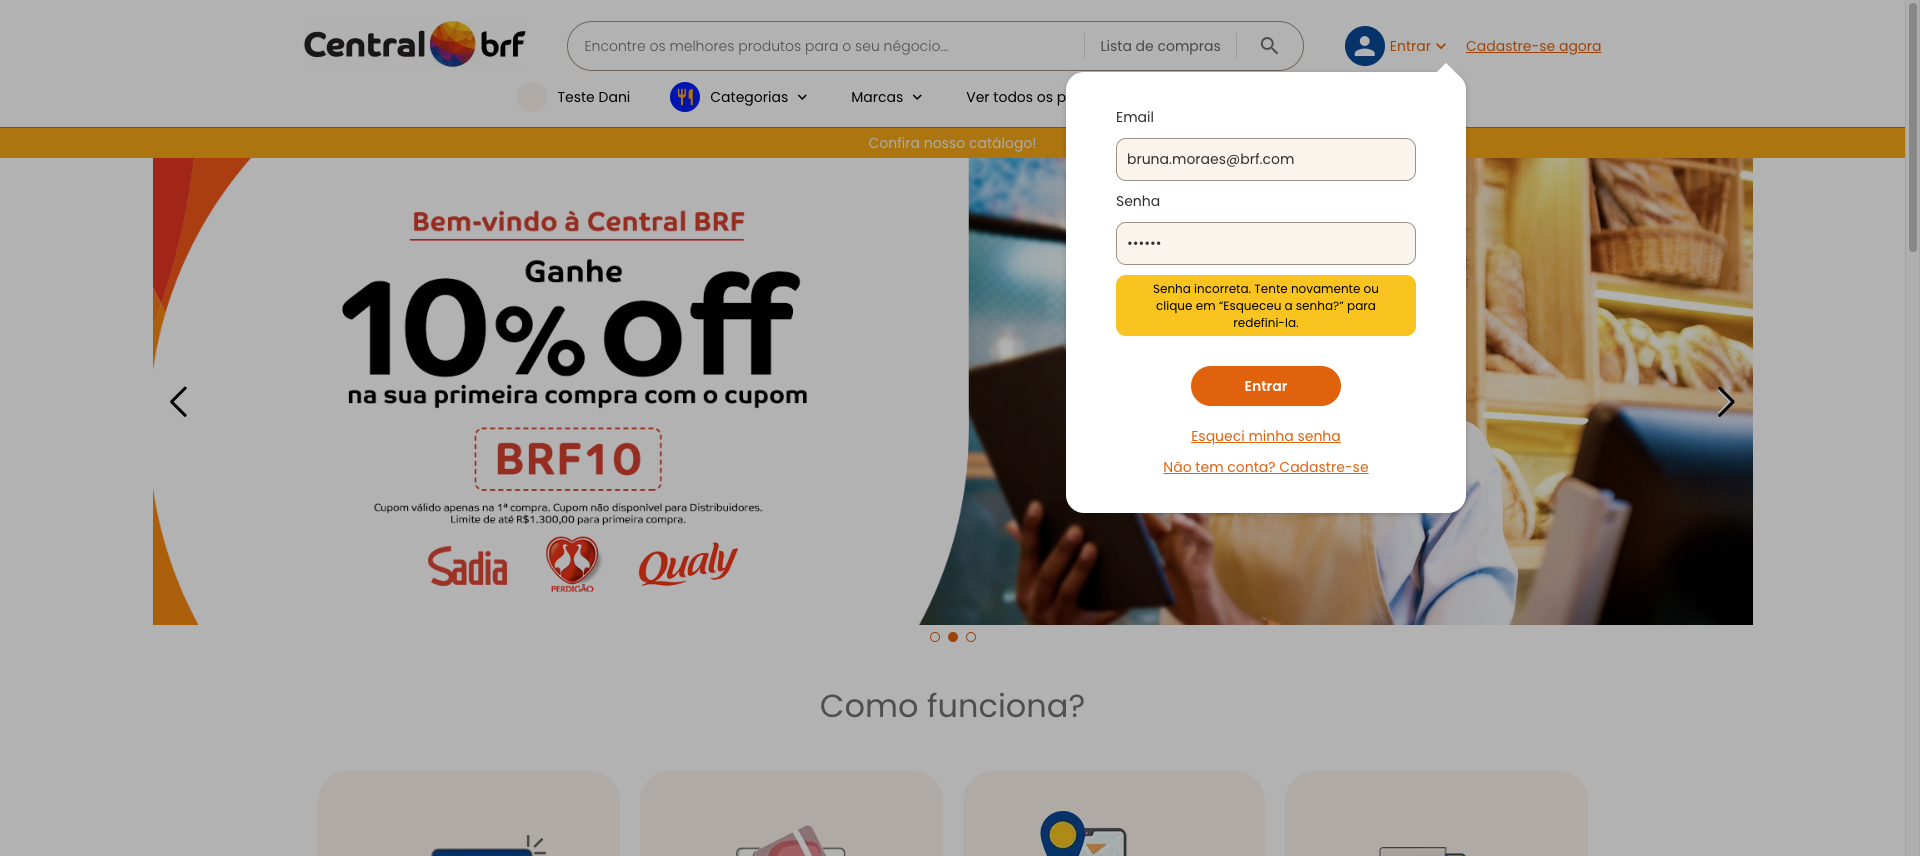 Central brf
Encontre os melhores produtos para o seu négocio...
Lista de compras
Entrar
Cadastre-se agora
Teste Dani
Categorias
Marcas
Ver todos os p
Confira nosso catálogo!
Email
bruna.moraes@brf.com
Senha
••••••
Senha incorreta. Tente novamente ou
clique em “Esqueceu a senha?” para
redefini-la.
Entrar
Esqueci minha senha
Não tem conta? Cadastre-se
Bem-vindo à Central BRF
Ganhe
10% off
na sua primeira compra com o cupom
BRF10
Cupom válido apenas na 1ª compra. Cupom não disponível para Distribuidores.
Limite de até R$1.300,00 para primeira compra.
Sadia
PERDIGÃO
Qualy
Como funciona?